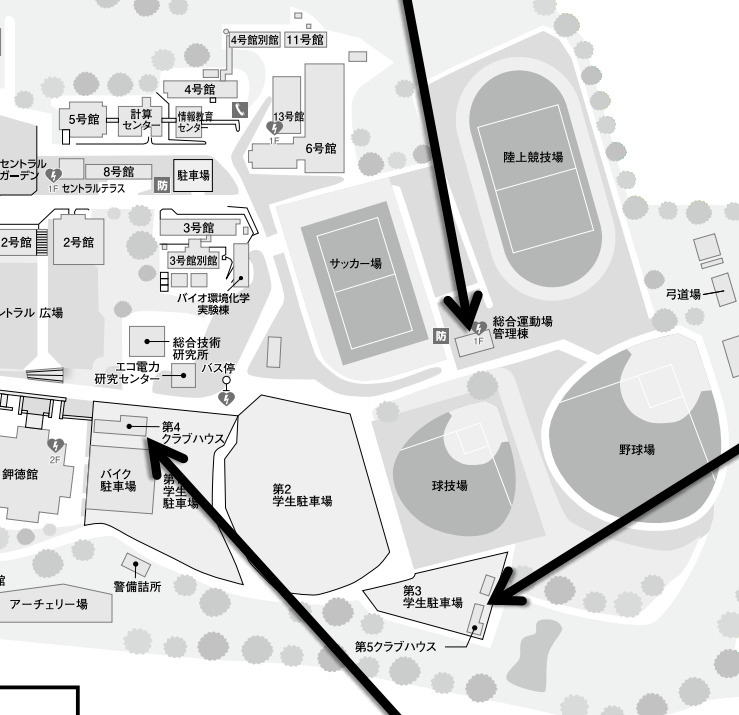 4号館別館
11号館
4号館
5号館
計算
センター
情報教育
センター
13号館
1F
6号館
陸上競技場
セントラル
ガーデン
1F
セントラルテラス
8号館
防
駐車場
2号館
2号館
3号館
3号館別館
バイオ環境化学
実験棟
サッカー場
弓道場
ントラル 広場
総合運動場
管理棟
防
1F
総合技術
研究所
エコ電力
研究センター
バス停
第4
クラブハウス
鉀徳館
2F
バイク
駐車場
学生
駐車場
第2
学生駐車場
球技場
野球場
警備詰所
館
アーチェリー場
第3
学生駐車場
第5クラブハウス